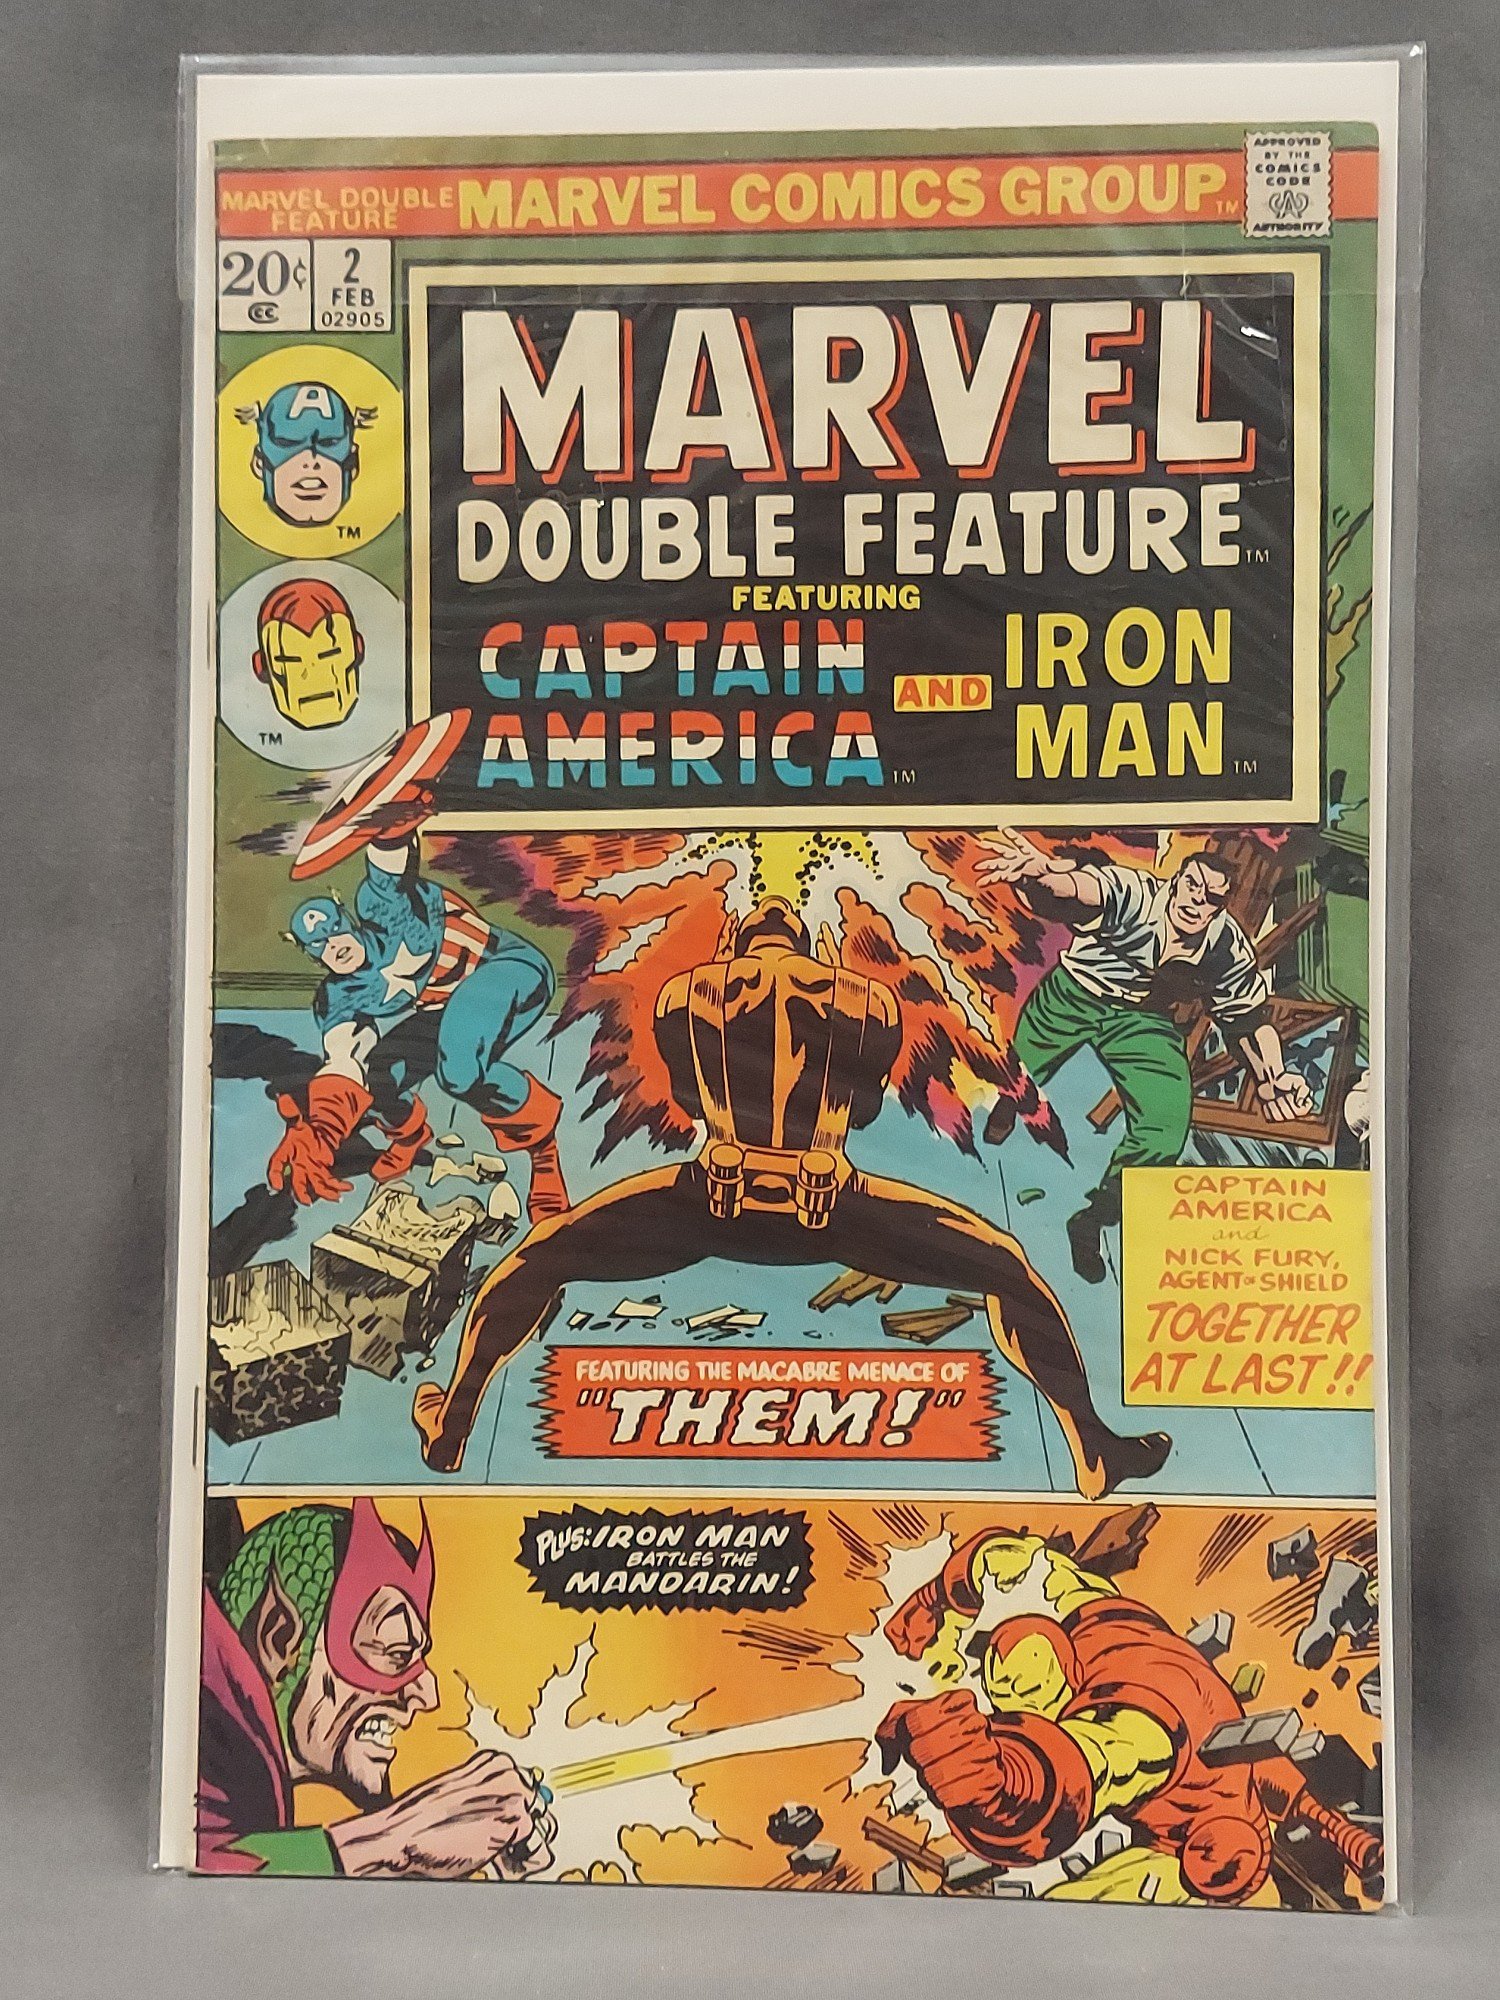 MARVEL DOUBLE
FEATURE
MARVEL COMICS GROUP TM
APPROVED
BY THE
COMICS
CODE
A
AUTHORITY
20¢
CC
2
FEB
02905
MARVEL
DOUBLE FEATURE TM
FEATURING
CAPTAIN
AMERICA TM
AND
IRON
MAN TM
A
TM
TM
A
CAPTAIN
AMERICA
and
NICK FURY,
AGENT OF SHIELD
TOGETHER
AT LAST!!
FEATURING THE MACABRE MENACE OF
"THEM!"
PLUS: IRON MAN
BATTLES THE
MANDARIN!